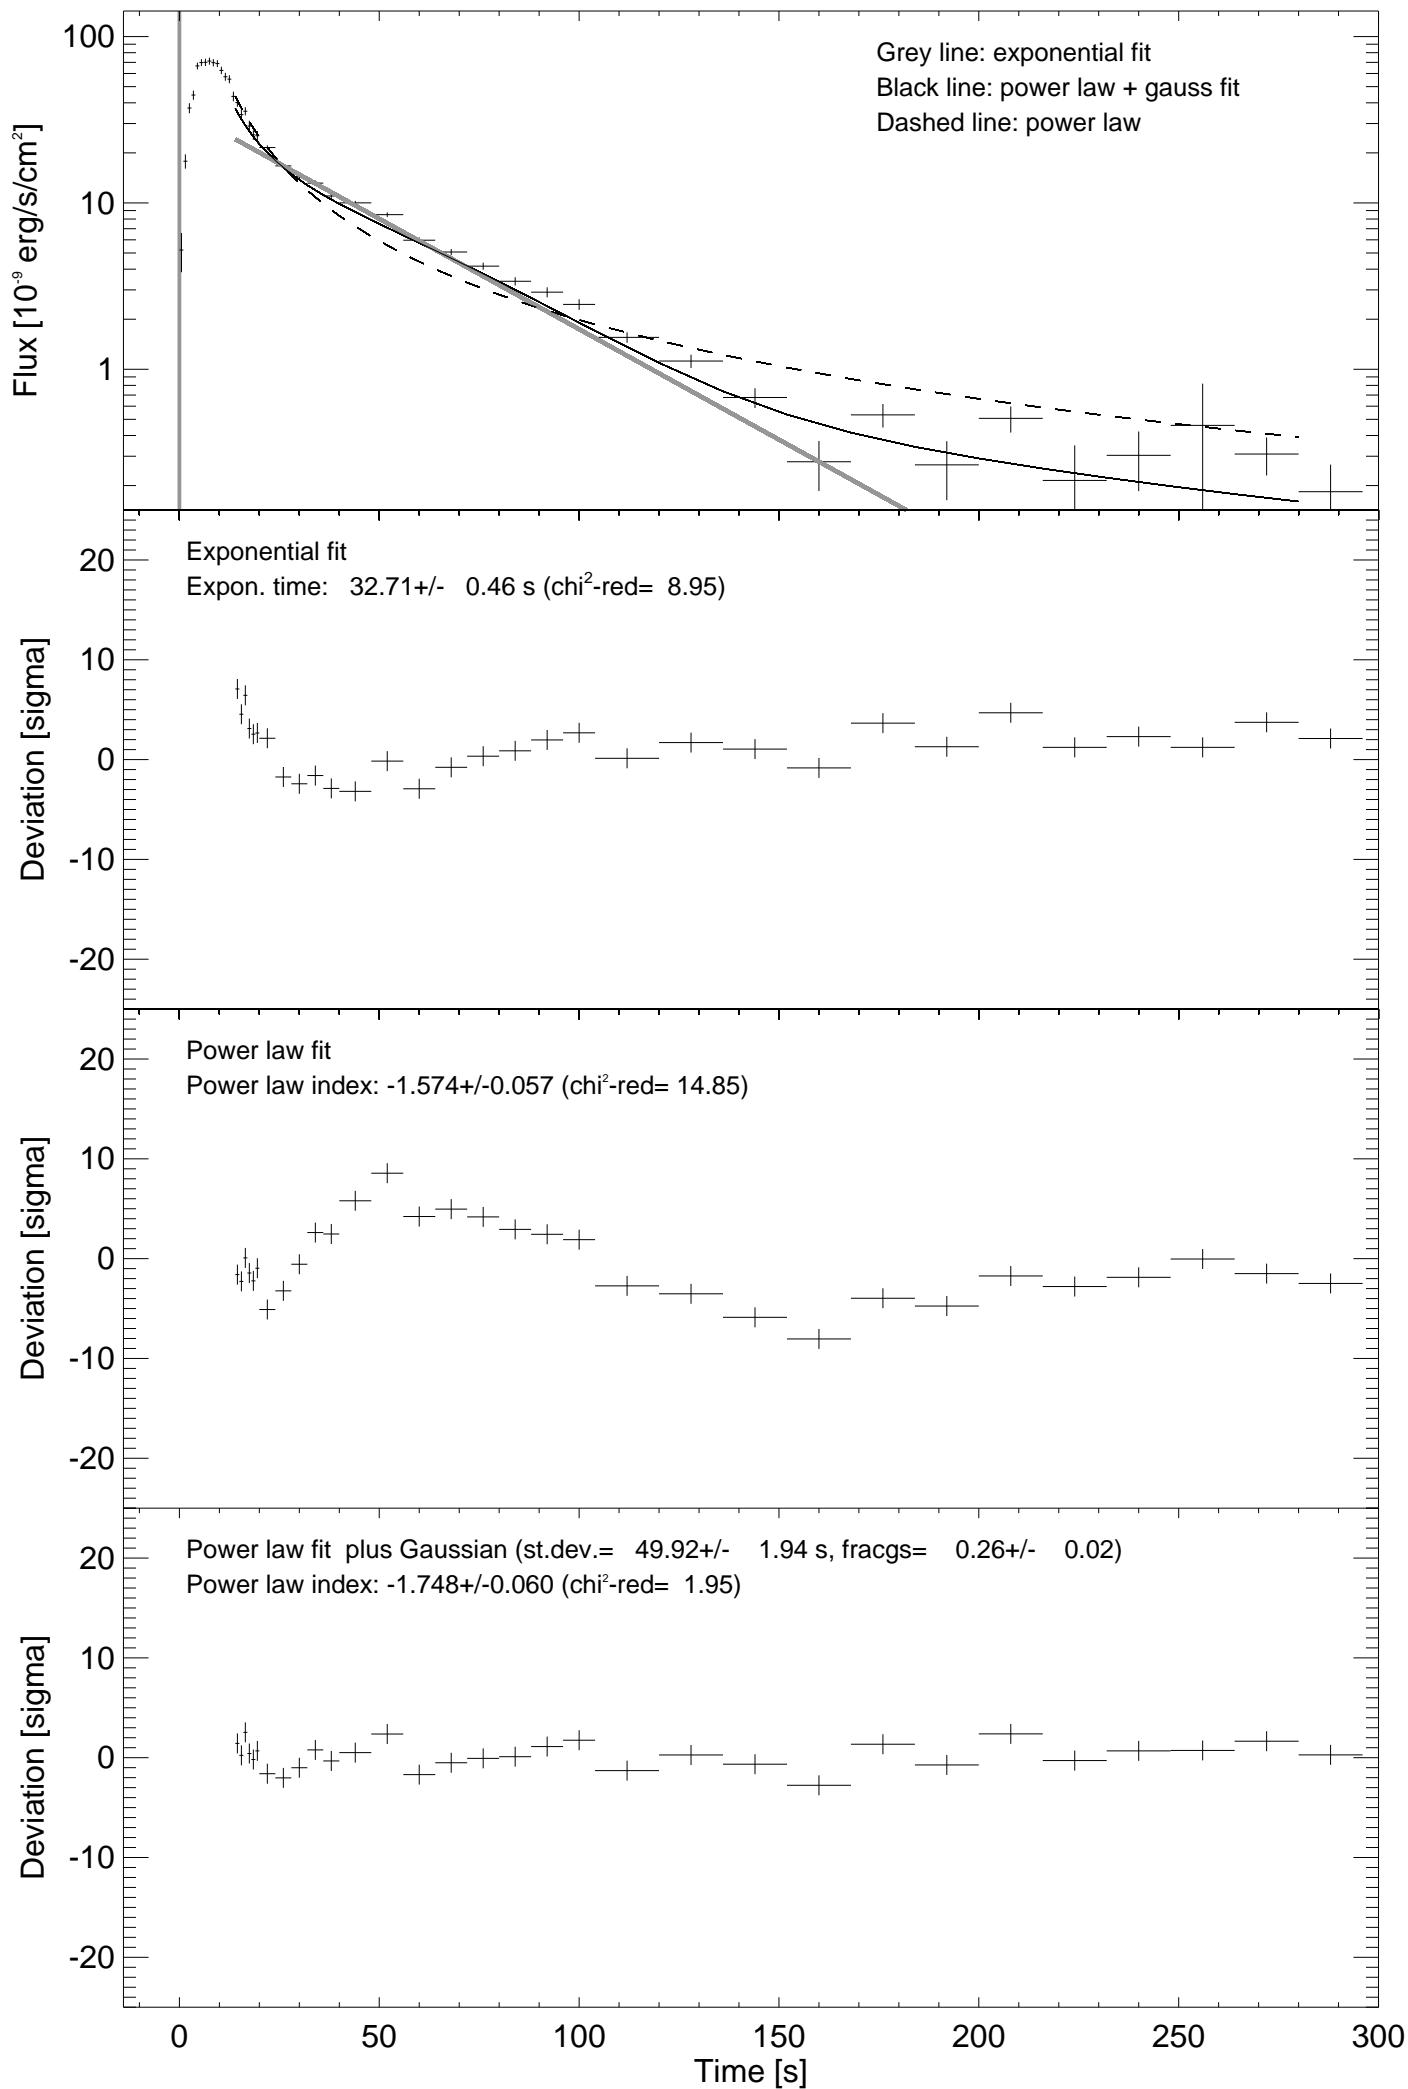 Grey line: exponential fit
Black line: power law + gauss fit
Dashed line: power law
100
10
1
Flux [10⁻⁹ erg/s/cm²]
Exponential fit
Expon. time: 32.71+/- 0.46 s (chi²-red= 8.95)
20
10
0
-10
-20
Deviation [sigma]
Power law fit
Power law index: -1.574+/-0.057 (chi²-red= 14.85)
20
10
0
-10
-20
Deviation [sigma]
Power law fit plus Gaussian (st.dev.= 49.92+/- 1.94 s, fracgs= 0.26+/- 0.02)
Power law index: -1.748+/-0.060 (chi²-red= 1.95)
20
10
0
-10
-20
Deviation [sigma]
0 50 100 150 200 250 300
Time [s]